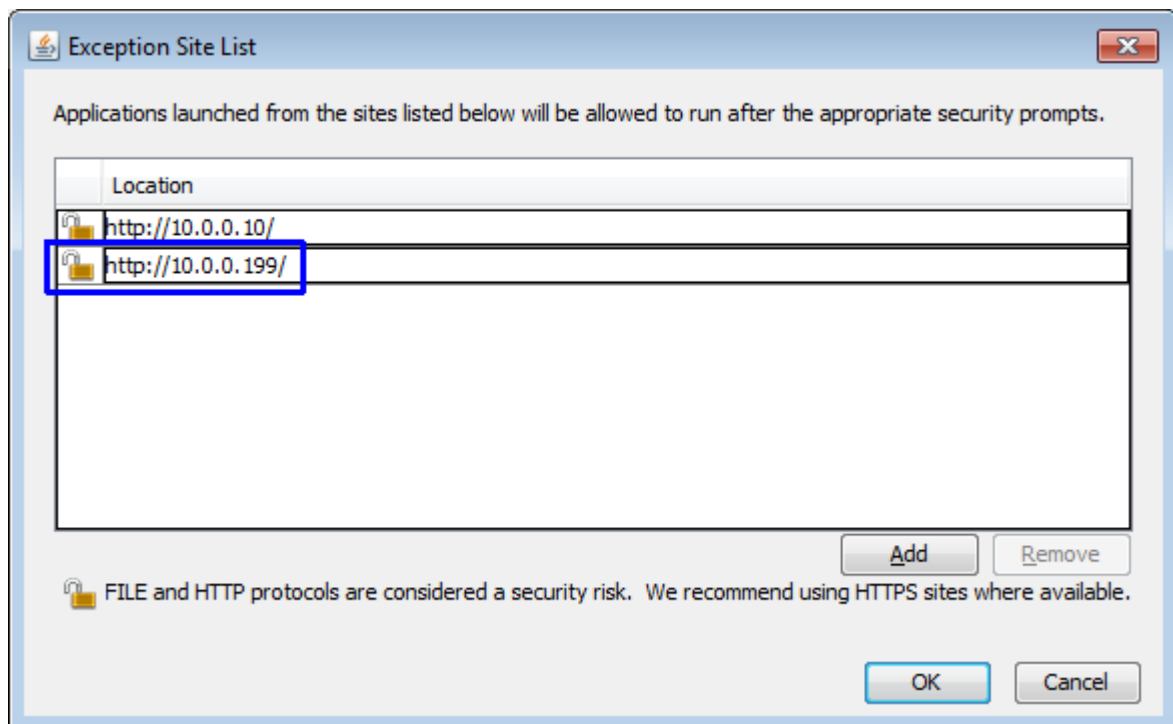 Exception Site List
Applications launched from the sites listed below will be allowed to run after the appropriate security prompts.
Location
http://10.0.0.10/
http://10.0.0.199/
Add Remove
FILE and HTTP protocols are considered a security risk. We recommend using HTTPS sites where available.
OK Cancel